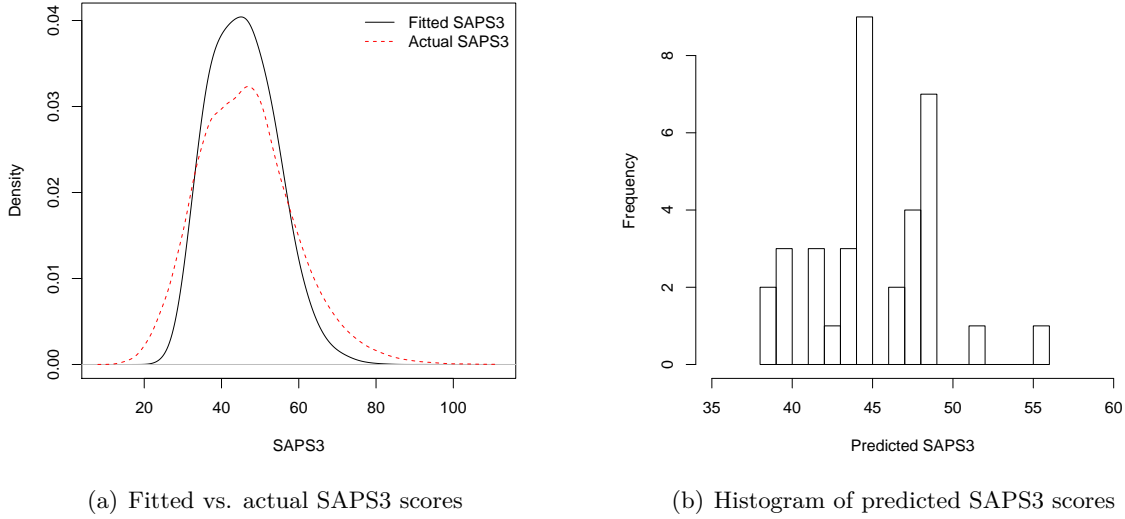 Fitted SAPS3
Actual SAPS3
Density
0.00
0.01
0.02
0.03
0.04
20 40 60 80 100
SAPS3
(a) Fitted vs. actual SAPS3 scores
Frequency
0
2
4
6
8
35 40 45 50 55 60
Predicted SAPS3
(b) Histogram of predicted SAPS3 scores